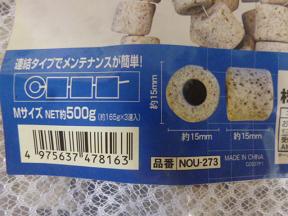 連結タイプでメンテナンスが簡単!
Mサイズ NET約500g (約165g×3連入)
4 975637 478163
約15mm
約15mm
約15mm
品番 NOU-273
MADE IN CHINA